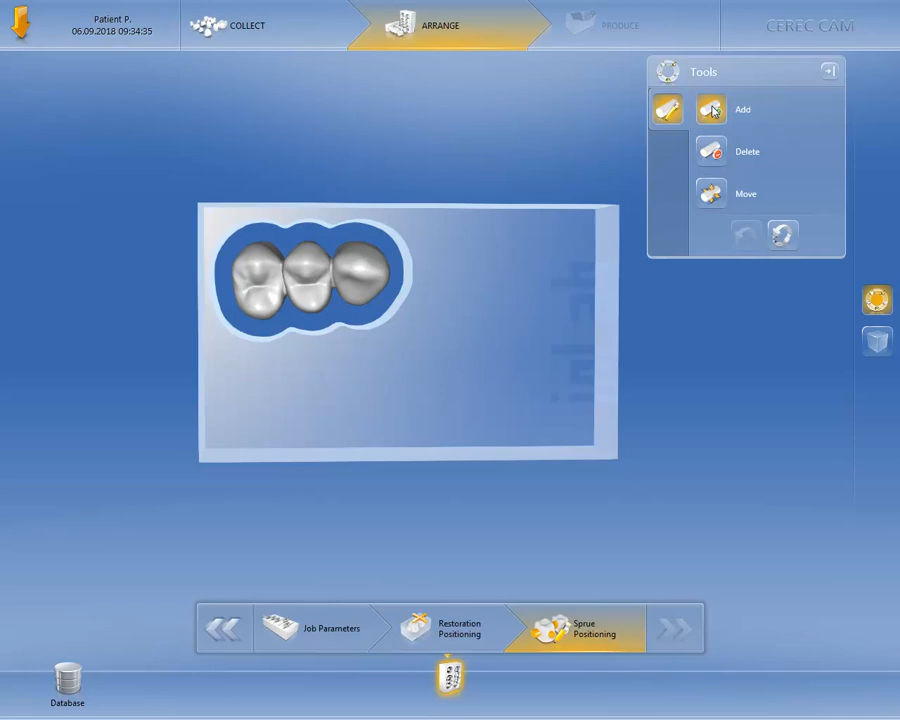 Patient P.
06.09.2018 09:34:35
COLLECT
ARRANGE
PRODUCE
CEREC CAM
Tools
Add
Delete
Move
Job Parameters
Restoration
Positioning
Sprue
Positioning
Database